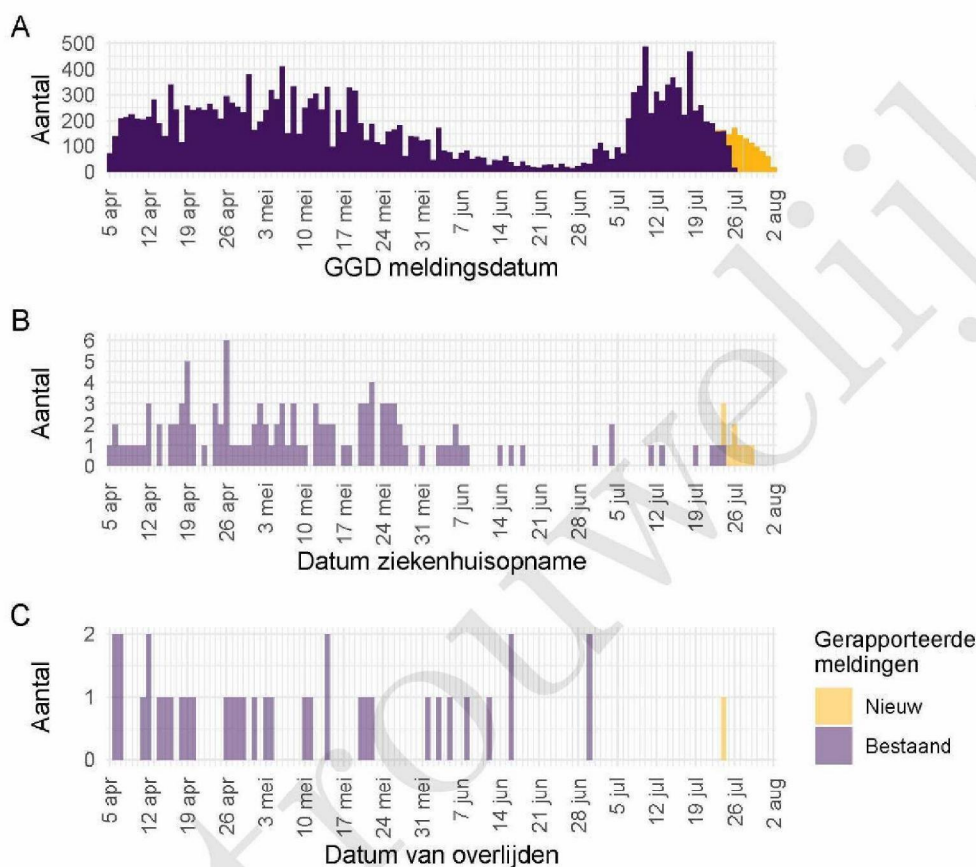 A
Aantal
500
400
300
200
100
0
5 apr
12 apr
19 apr
26 apr
3 mei
10 mei
17 mei
24 mei
31 mei
7 jun
14 jun
21 jun
28 jun
5 jul
12 jul
19 jul
26 jul
2 aug
GGD meldingsdatum
B
Aantal
6
5
4
3
2
1
0
5 apr
12 apr
19 apr
26 apr
3 mei
10 mei
17 mei
24 mei
31 mei
7 jun
14 jun
21 jun
28 jun
5 jul
12 jul
19 jul
26 jul
2 aug
Datum ziekenhuisopname
C
Aantal
2
1
0
5 apr
12 apr
19 apr
26 apr
3 mei
10 mei
17 mei
24 mei
31 mei
7 jun
14 jun
21 jun
28 jun
5 jul
12 jul
19 jul
26 jul
2 aug
Datum van overlijden
Gerapporteerde
meldingen
Nieuw
Bestaand
trouwelij